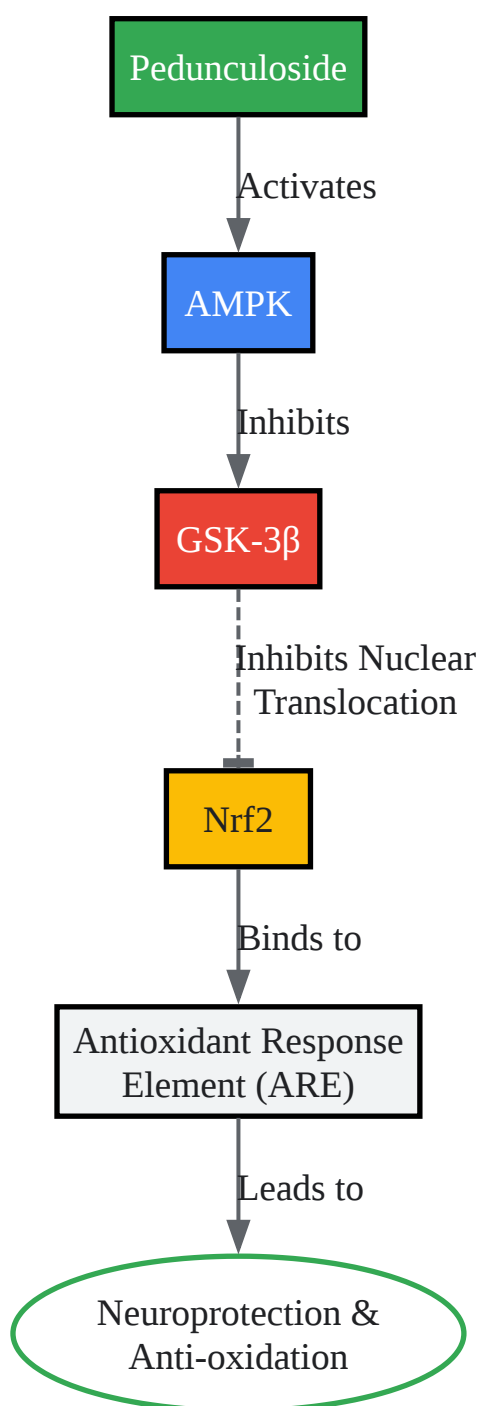 Pedunculoside
Activates
AMPK
Inhibits
GSK-3β
Inhibits Nuclear
Translocation
Nrf2
Binds to
Antioxidant Response
Element (ARE)
Leads to
Neuroprotection &
Anti-oxidation